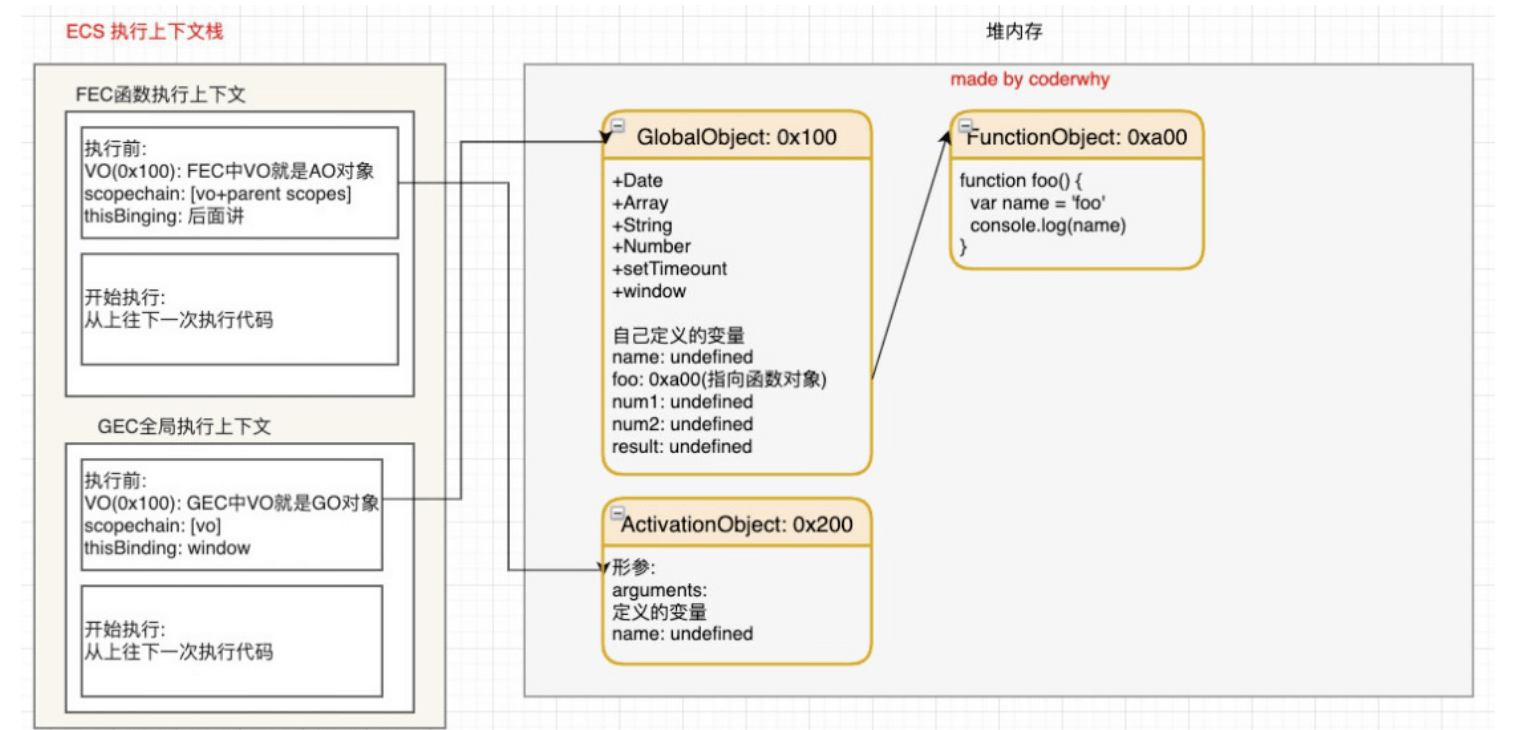 ECS 执行上下文栈
堆内存
made by coderwhy
FEC函数执行上下文
执行前:
VO(0x100): FEC中VO就是AO对象
scopechain: [vo+parent scopes]
thisBinging: 后面讲
开始执行:
从上往下一次执行代码
GEC全局执行上下文
执行前:
VO(0x100): GEC中VO就是GO对象
scopechain: [vo]
thisBinding: window
开始执行:
从上往下一次执行代码
GlobalObject: 0x100
+Date
+Array
+String
+Number
+setTimeount
+window
自己定义的变量
name: undefined
foo: 0xa00(指向函数对象)
num1: undefined
num2: undefined
result: undefined
ActivationObject: 0x200
形参:
arguments:
定义的变量
name: undefined
FunctionObject: 0xa00
function foo() {
var name = 'foo'
console.log(name)
}